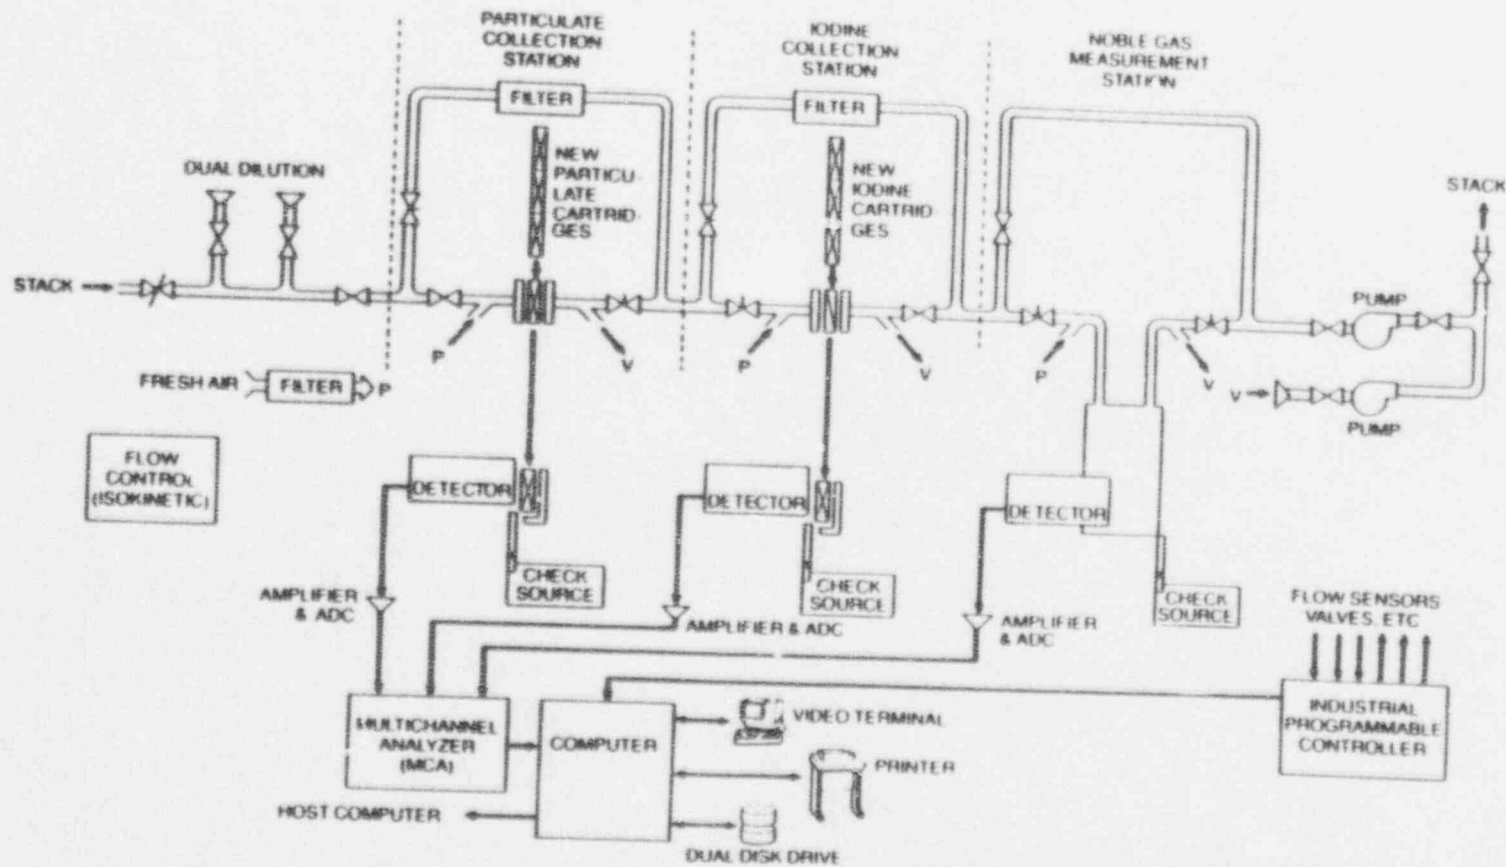 PARTICULATE
COLLECTION
STATION
IODINE
COLLECTION
STATION
NOBLE GAS
MEASUREMENT
STATION
FILTER
FILTER
DUAL DILUTION
NEW
PARTICU-
LATE
CARTRID-
GES
NEW
IODINE
CARTRID-
GES
STACK
STACK
PUMP
P
V
P
V
P
V
V
PUMP
FRESH AIR
FILTER
P
FLOW
CONTROL
(ISOKINETIC)
DETECTOR
DETECTOR
DETECTOR
CHECK
SOURCE
CHECK
SOURCE
CHECK
SOURCE
AMPLIFIER
& ADC
AMPLIFIER & ADC
AMPLIFIER
& ADC
FLOW SENSORS
VALVES, ETC
MULTICHANNEL
ANALYZER
(MCA)
COMPUTER
VIDEO TERMINAL
PRINTER
INDUSTRIAL
PROGRAMMABLE
CONTROLLER
HOST COMPUTER
DUAL DISK DRIVE